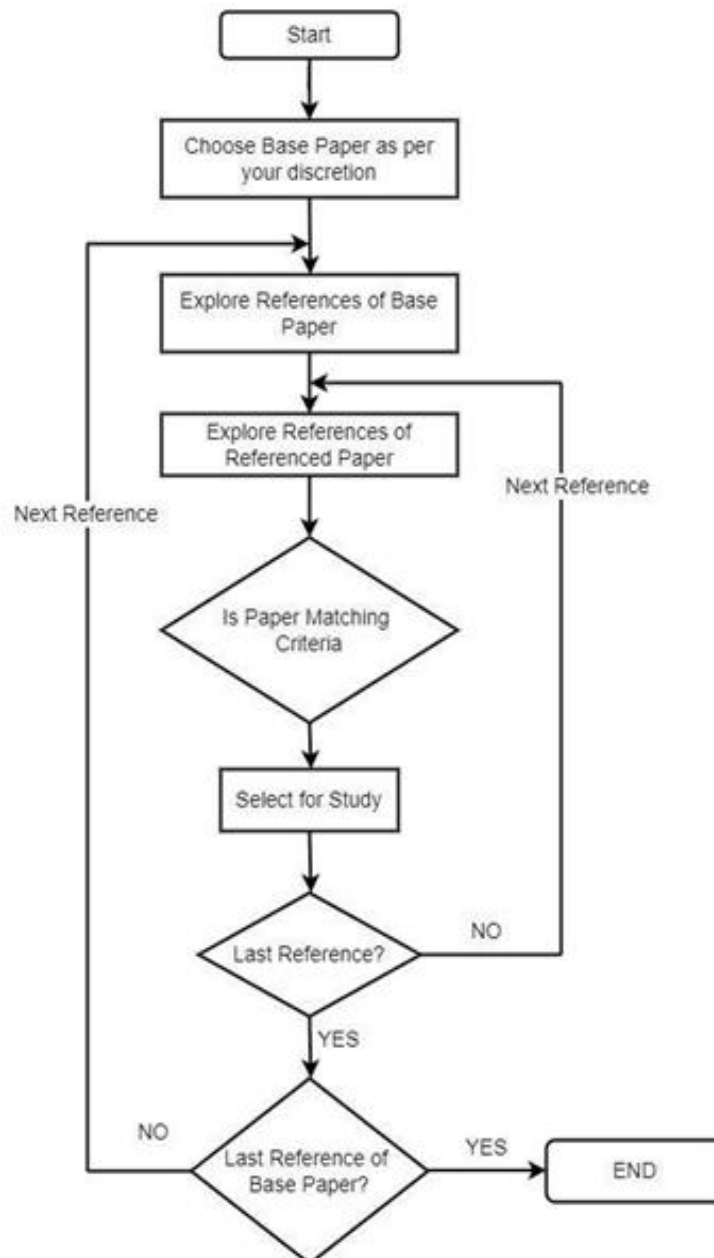 Start
Choose Base Paper as per
your discretion
Explore References of Base
Paper
Explore References of
Referenced Paper
Next Reference
Next Reference
Is Paper Matching
Criteria
Select for Study
Last Reference?
NO
YES
NO
Last Reference of
Base Paper?
YES
END